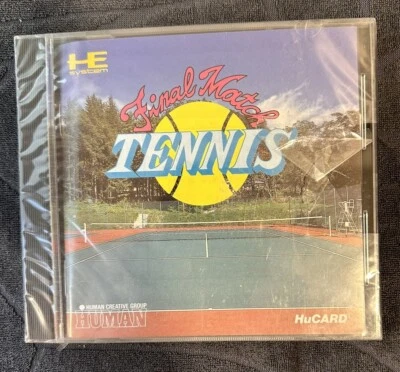 HE
system
Final Match
TENNIS
HUMAN CREATIVE GROUP
HUMAN
HuCARD